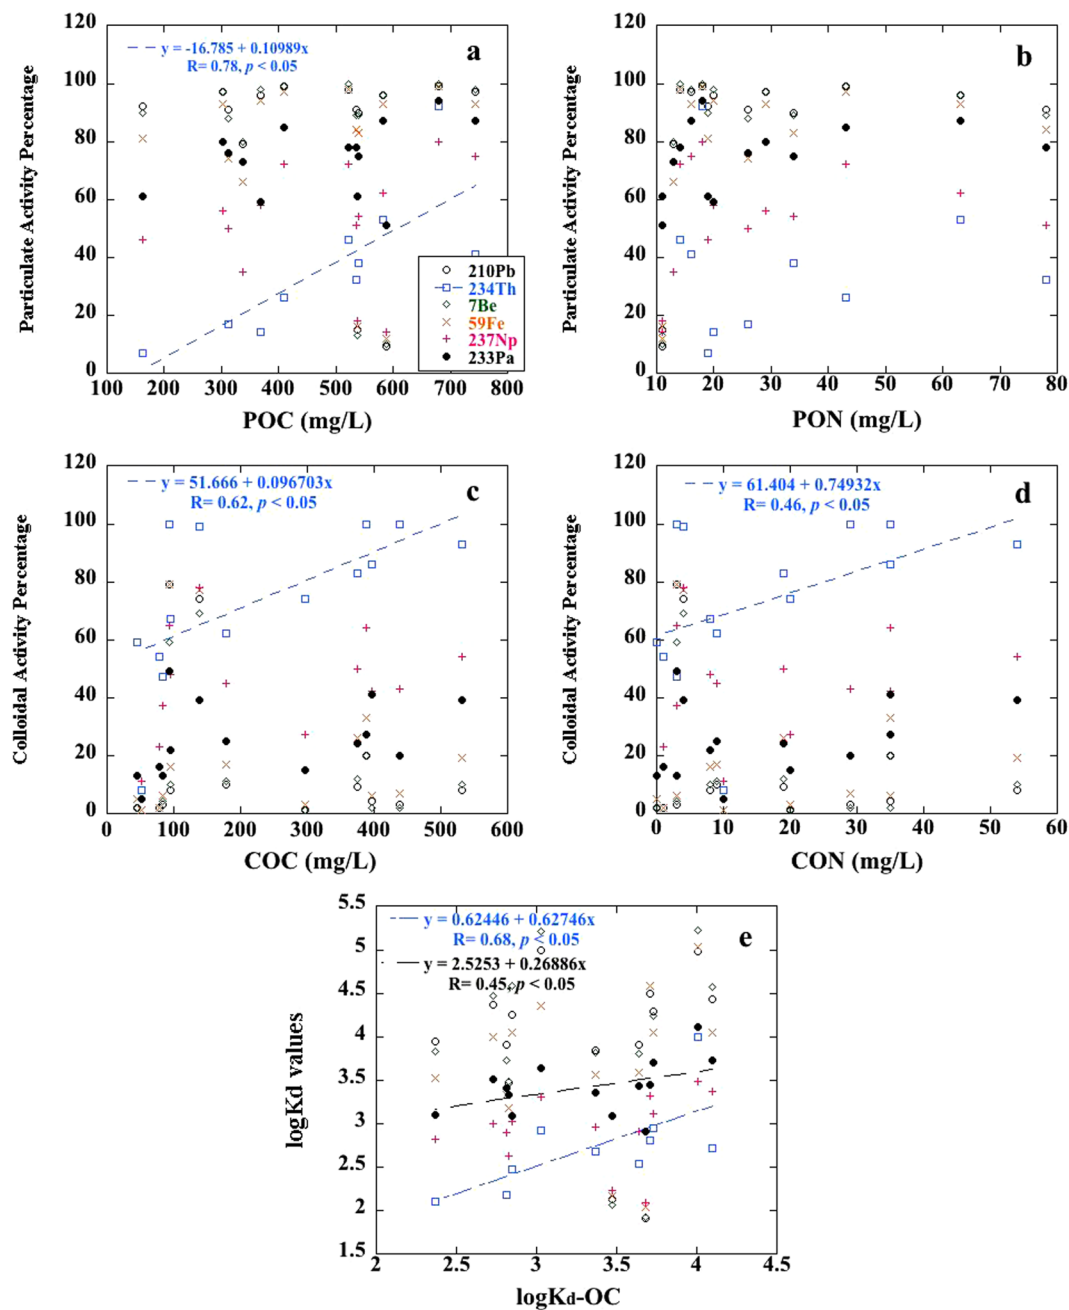 a
y = -16.785 + 0.10989x
R= 0.78, p < 0.05
120
100
80
60
40
20
0
Particulate Activity Percentage
210Pb
234Th
7Be
59Fe
237Np
233Pa
100 200 300 400 500 600 700 800
POC (mg/L)
b
120
100
80
60
40
20
0
Particulate Activity Percentage
10 20 30 40 50 60 70 80
PON (mg/L)
c
y = 51.666 + 0.096703x
R= 0.62, p < 0.05
120
100
80
60
40
20
0
Colloidal Activity Percentage
0 100 200 300 400 500 600
COC (mg/L)
d
y = 61.404 + 0.74932x
R= 0.46, p < 0.05
120
100
80
60
40
20
0
Colloidal Activity Percentage
0 10 20 30 40 50 60
CON (mg/L)
e
y = 0.62446 + 0.62746x
R= 0.68, p < 0.05
y = 2.5253 + 0.26886x
R= 0.45, p < 0.05
5.5
5
4.5
4
3.5
3
2.5
2
1.5
logKd values
2 2.5 3 3.5 4 4.5
logKd-OC